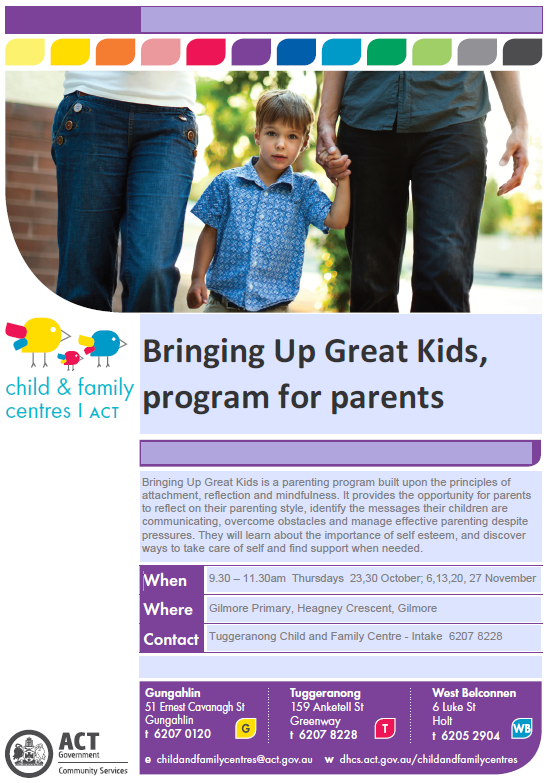 child & family
centres | ACT
Bringing Up Great Kids,
program for parents
Bringing Up Great Kids is a parenting program built upon the principles of
attachment, reflection and mindfulness. It provides the opportunity for parents
to reflect on their parenting style, identify the messages their children are
communicating, overcome obstacles and manage effective parenting despite
pressures. They will learn about the importance of self esteem, and discover
ways to take care of self and find support when needed.
When 9.30 – 11.30am Thursdays 23,30 October; 6,13,20, 27 November
Where Gilmore Primary, Heagney Crescent, Gilmore
Contact Tuggeranong Child and Family Centre - Intake 6207 8228
Gungahlin
51 Ernest Cavanagh St
Gungahlin
t 6207 0120
G
Tuggeranong
159 Anketell St
Greenway
t 6207 8228
T
West Belconnen
6 Luke St
Holt
t 6205 2904
WB
e childandfamilycentres@act.gov.au w dhcs.act.gov.au/childandfamilycentres
ACT
Government
Community Services